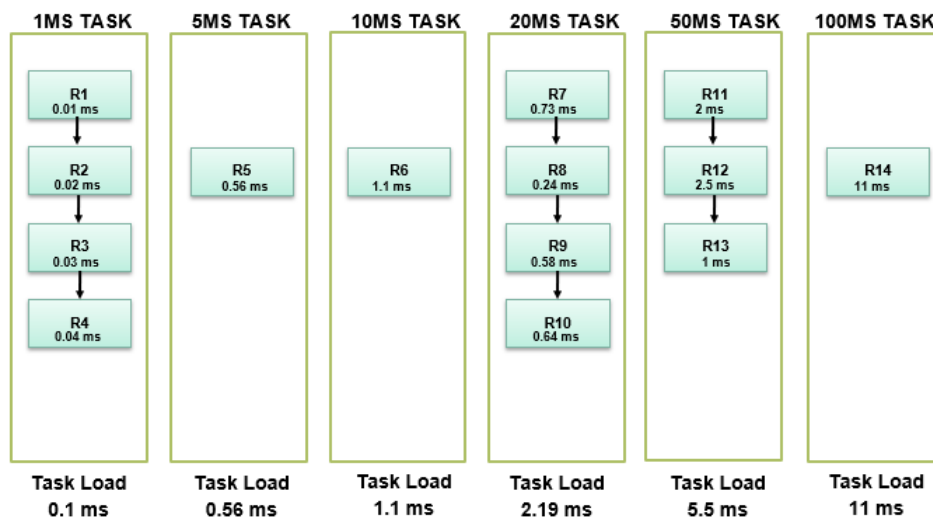 1MS TASK
5MS TASK
10MS TASK
20MS TASK
50MS TASK
100MS TASK
R1
0.01 ms
R2
0.02 ms
R3
0.03 ms
R4
0.04 ms
R5
0.56 ms
R6
1.1 ms
R7
0.73 ms
R8
0.24 ms
R9
0.58 ms
R10
0.64 ms
R11
2 ms
R12
2.5 ms
R13
1 ms
R14
11 ms
Task Load
0.1 ms
Task Load
0.56 ms
Task Load
1.1 ms
Task Load
2.19 ms
Task Load
5.5 ms
Task Load
11 ms